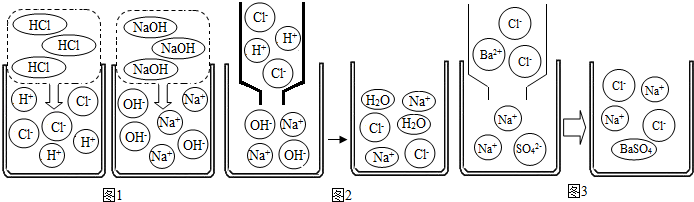 HCl
HCl
HCl
H⁺
Cl⁻
Cl⁻
Cl⁻
H⁺
H⁺
NaOH
NaOH
NaOH
OH⁻
Na⁺
Na⁺
OH⁻
OH⁻
Na⁺
图1
Cl⁻
H⁺
H⁺
Cl⁻
OH⁻
Na⁺
Na⁺
OH⁻
H₂O
Na⁺
Cl⁻
H₂O
Na⁺
Cl⁻
图2
Cl⁻
Ba²⁺
Cl⁻
Na⁺
Na⁺
SO₄²⁻
Cl⁻
Na⁺
Na⁺
Cl⁻
BaSO₄
图3